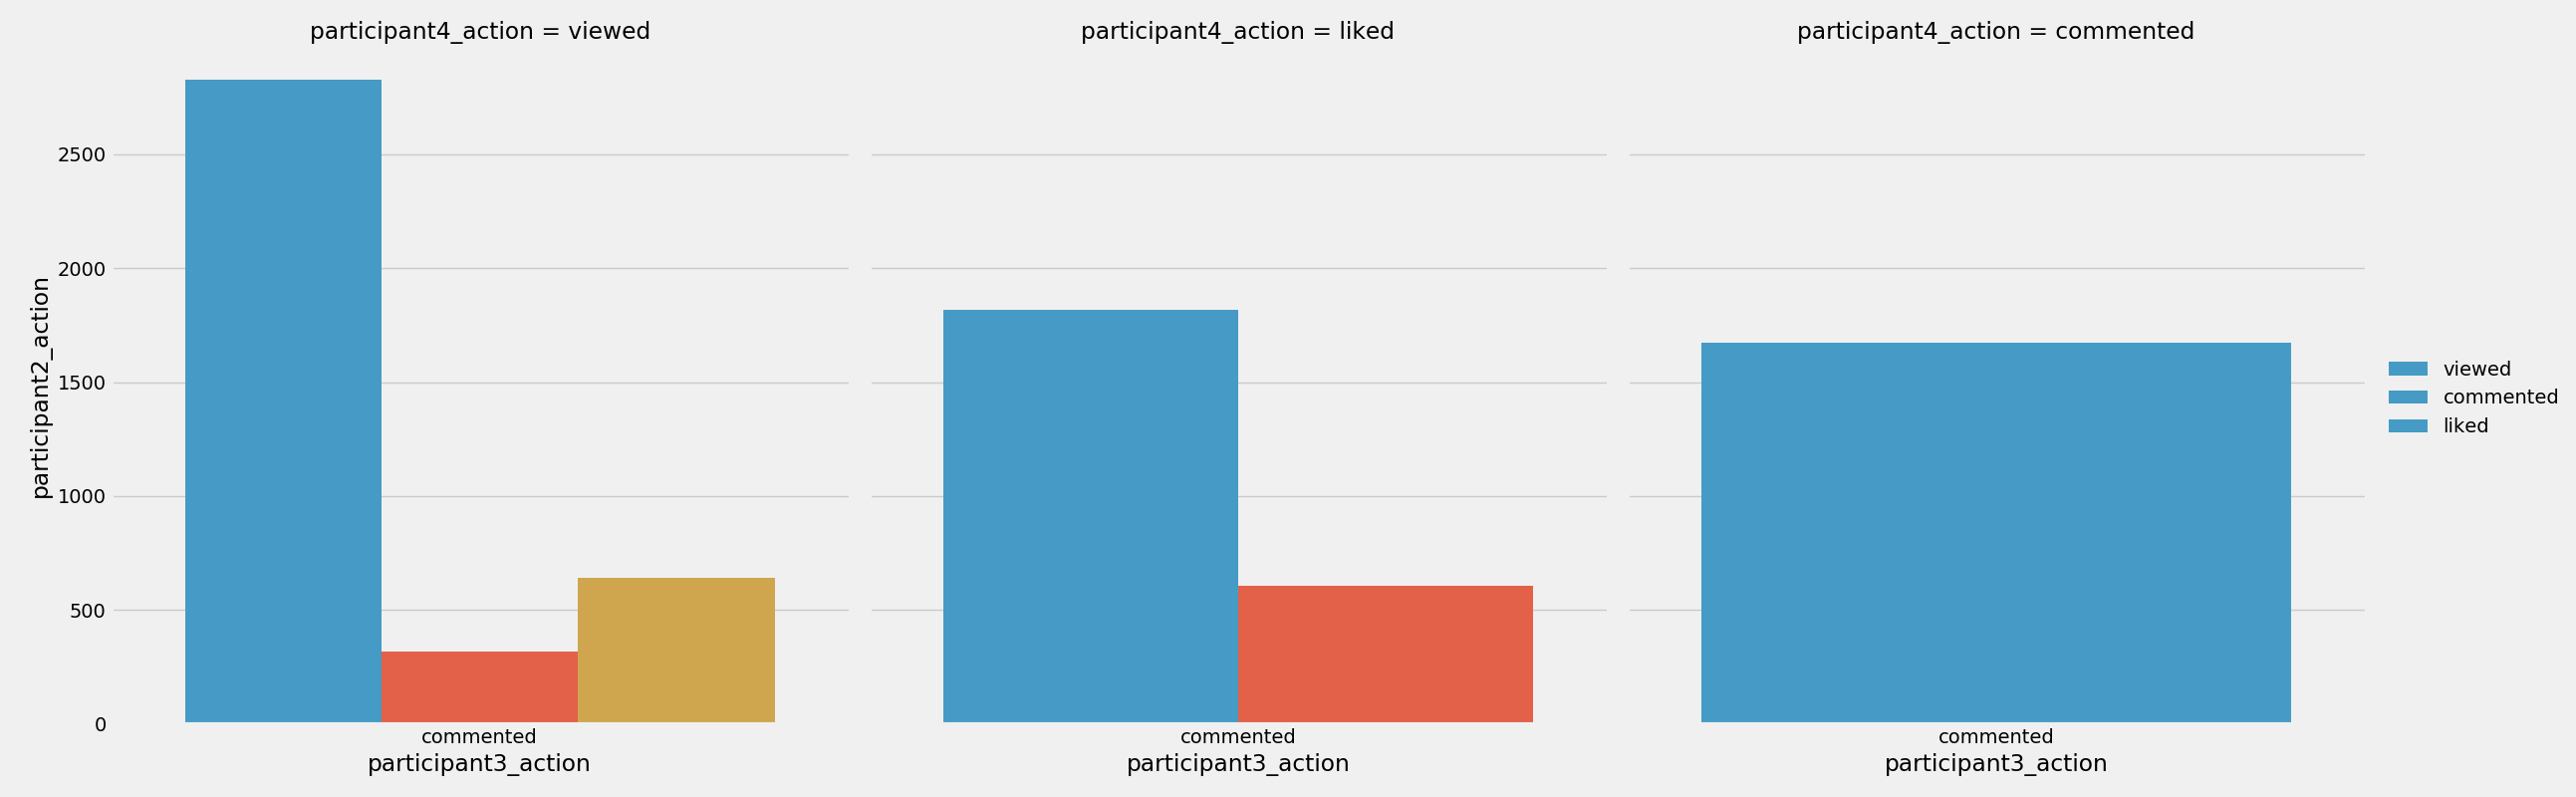 participant4_action = viewed
participant4_action = liked
participant4_action = commented
participant2_action
2500
2000
1500
1000
500
0
commented
participant3_action
commented
participant3_action
commented
participant3_action
viewed
commented
liked